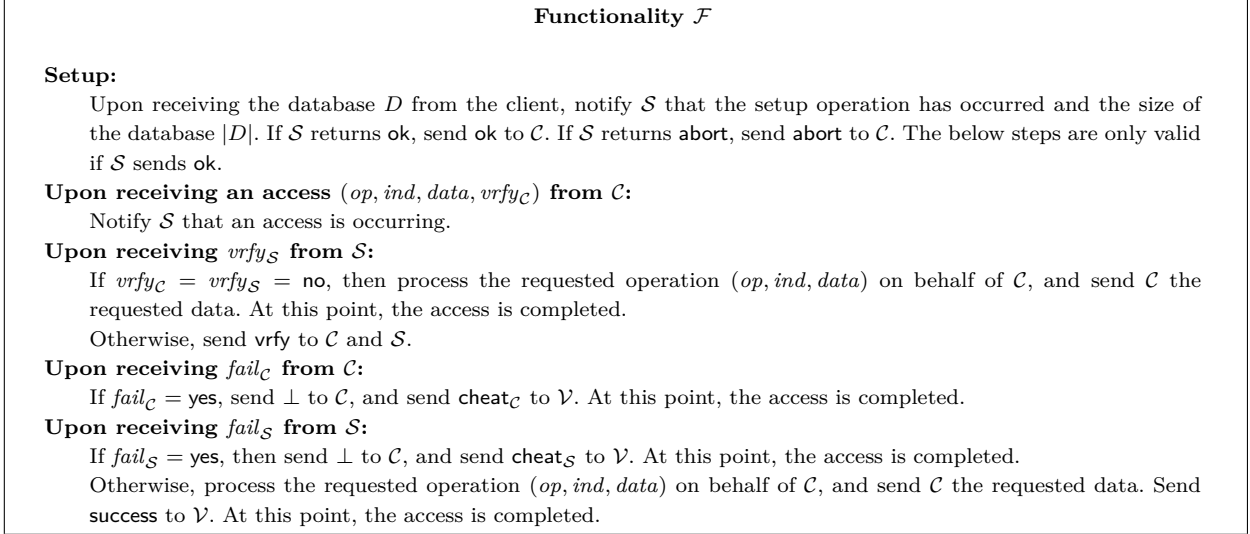 Functionality ℱ
Setup:
Upon receiving the database D from the client, notify 𝒮 that the setup operation has occurred and the size of
the database |D|. If 𝒮 returns ok, send ok to 𝒞. If 𝒮 returns abort, send abort to 𝒞. The below steps are only valid
if 𝒮 sends ok.
Upon receiving an access (op, ind, data, vrfy_𝒞) from 𝒞:
Notify 𝒮 that an access is occurring.
Upon receiving vrfy_𝒮 from 𝒮:
If vrfy_𝒞 = vrfy_𝒮 = no, then process the requested operation (op, ind, data) on behalf of 𝒞, and send 𝒞 the
requested data. At this point, the access is completed.
Otherwise, send vrfy to 𝒞 and 𝒮.
Upon receiving fail_𝒞 from 𝒞:
If fail_𝒞 = yes, send ⊥ to 𝒞, and send cheat_𝒞 to 𝒱. At this point, the access is completed.
Upon receiving fail_𝒮 from 𝒮:
If fail_𝒮 = yes, then send ⊥ to 𝒞, and send cheat_𝒮 to 𝒱. At this point, the access is completed.
Otherwise, process the requested operation (op, ind, data) on behalf of 𝒞, and send 𝒞 the requested data. Send
success to 𝒱. At this point, the access is completed.